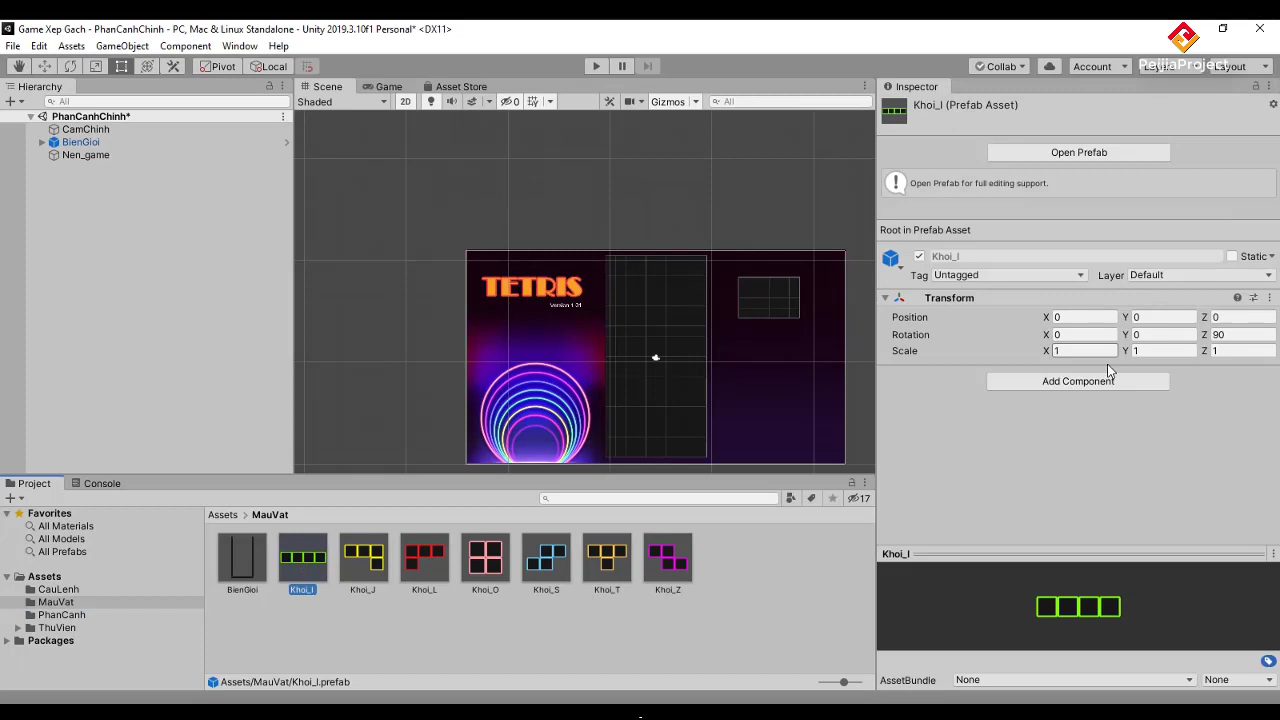 Game Xep Gach - PhanCanhChinh - PC, Mac & Linux Standalone - Unity 2019.3.10f1 Personal* <DX11>
File Edit Assets GameObject Component Window Help
Pivot Local Collab Account Layout
PeijiaProject
Hierarchy
All
PhanCanhChinh*
CamChinh
BienGioi
Nen_game
Scene Game Asset Store
Shaded 2D 0 Gizmos All
TETRIS
Version 1.01
Inspector
Khoi_I (Prefab Asset)
Open Prefab
Open Prefab for full editing support.
Root in Prefab Asset
Khoi_I Static
Tag Untagged Layer Default
Transform
Position X 0 Y 0 Z 0
Rotation X 0 Y 0 Z 90
Scale X 1 Y 1 Z 1
Add Component
Project Console
17
Favorites
All Materials
All Models
All Prefabs
Assets
CauLenh
MauVat
PhanCanh
ThuVien
Packages
Assets > MauVat
BienGioi Khoi_I Khoi_J Khoi_L Khoi_O Khoi_S Khoi_T Khoi_Z
Assets/MauVat/Khoi_I.prefab
Khoi_I
AssetBundle None None